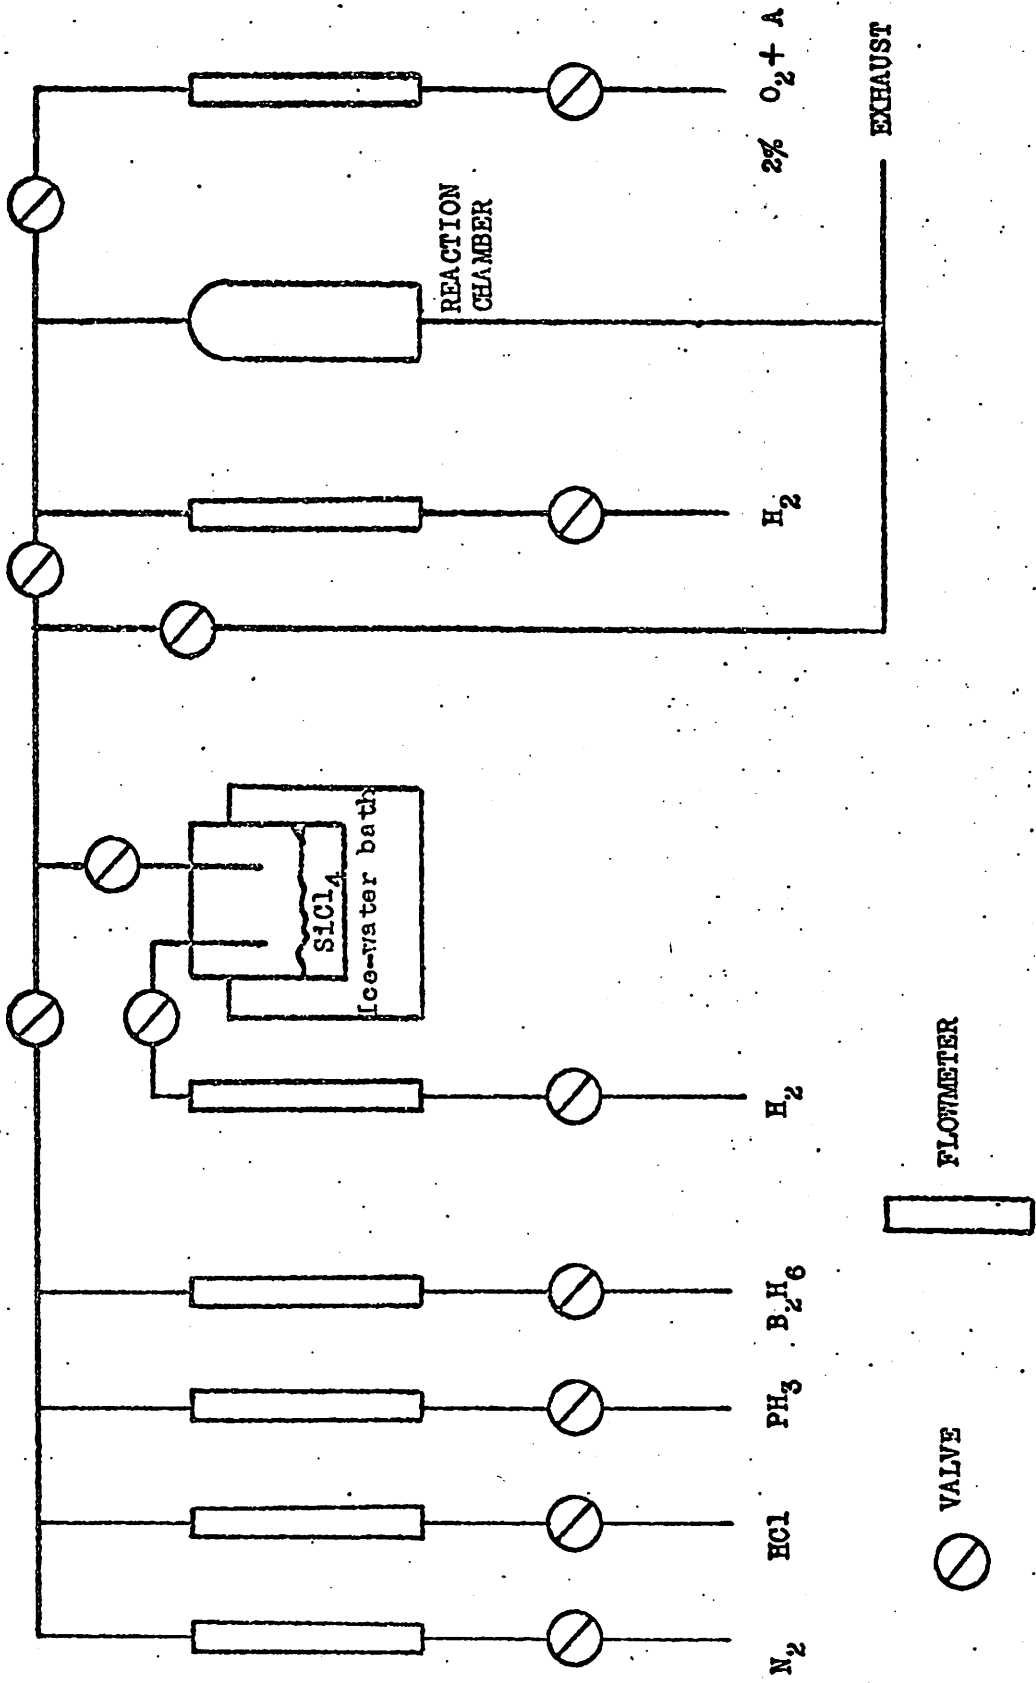 N2
HCl
PH3
B2H6
H2
SiCl4
Ice-water bath
H2
REACTION
CHAMBER
2% O2 + A
EXHAUST
VALVE
FLOWMETER